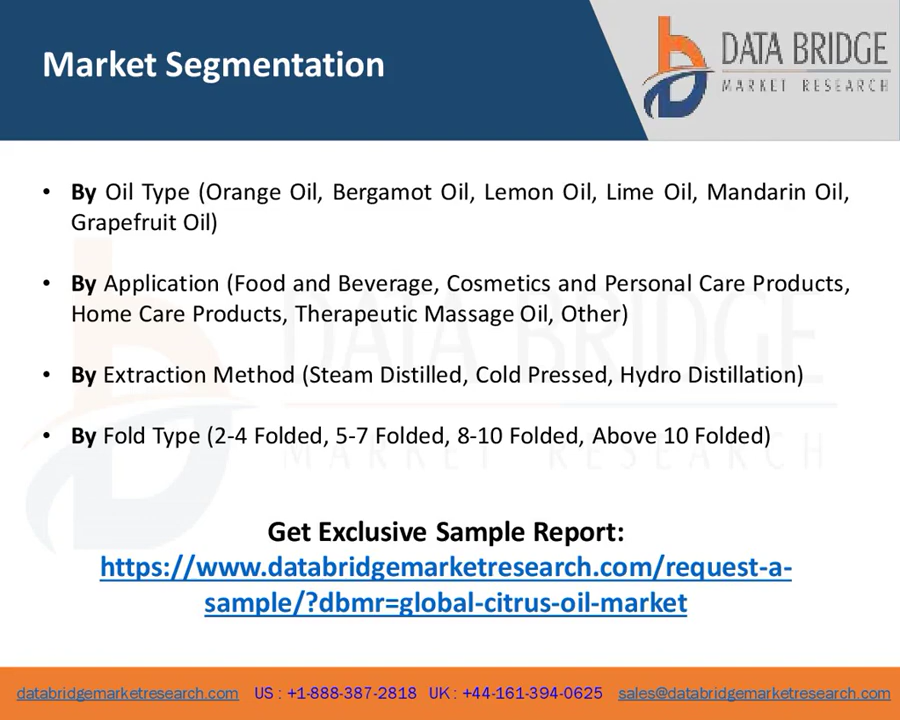 Market Segmentation
DATA BRIDGE
MARKET RESEARCH
• By Oil Type (Orange Oil, Bergamot Oil, Lemon Oil, Lime Oil, Mandarin Oil,
Grapefruit Oil)
• By Application (Food and Beverage, Cosmetics and Personal Care Products,
Home Care Products, Therapeutic Massage Oil, Other)
• By Extraction Method (Steam Distilled, Cold Pressed, Hydro Distillation)
• By Fold Type (2-4 Folded, 5-7 Folded, 8-10 Folded, Above 10 Folded)
DATA BRIDGE
MARKET RESEARCH
Get Exclusive Sample Report:
https://www.databridgemarketresearch.com/request-a-
sample/?dbmr=global-citrus-oil-market
databridgemarketresearch.com US : +1-888-387-2818 UK : +44-161-394-0625 sales@databridgemarketresearch.com